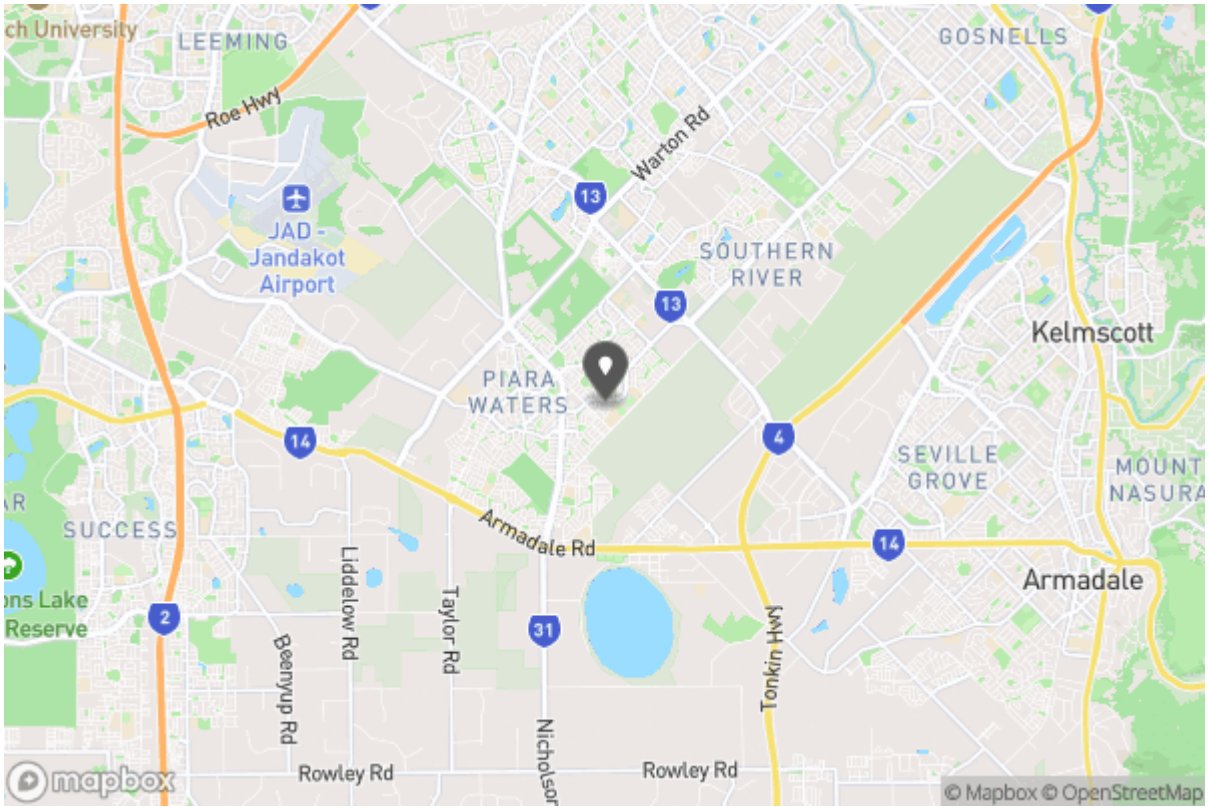 ch University
LEEMING
GOSNELLS
Roe Hwy
Warton Rd
13
JAD -
Jandakot
Airport
SOUTHERN
RIVER
13
Kelmscott
PIARA
WATERS
14
4
SEVILLE
GROVE
MOUNT
NASURA
AR
SUCCESS
Armadale Rd
14
Armadale
ons Lake
Reserve
2
Liddelow Rd
Taylor Rd
31
Beenyup Rd
Tonkin Hwy
Nicholson
Rowley Rd
Rowley Rd
mapbox
© Mapbox © OpenStreetMap